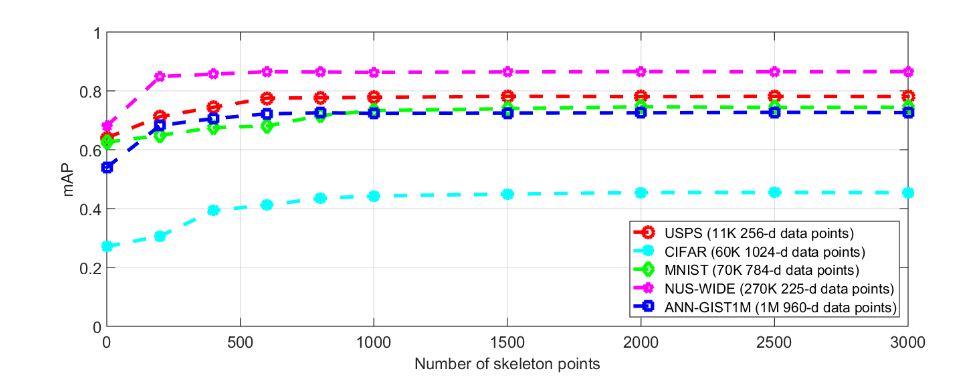 1
0.8
0.6
0.4
0.2
0
mAP
0 500 1000 1500 2000 2500 3000
Number of skeleton points
USPS (11K 256-d data points)
CIFAR (60K 1024-d data points)
MNIST (70K 784-d data points)
NUS-WIDE (270K 225-d data points)
ANN-GIST1M (1M 960-d data points)